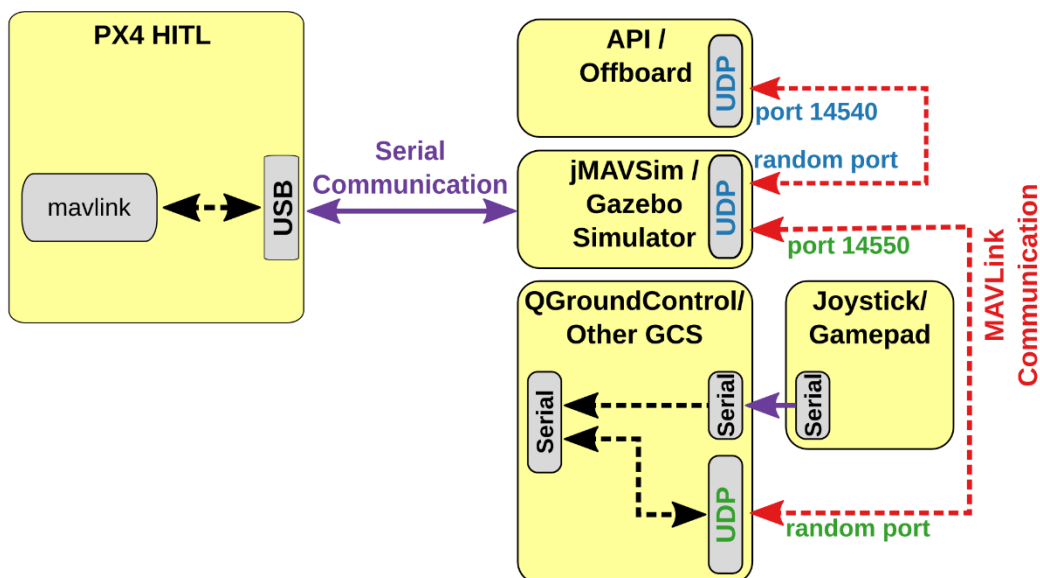 PX4 HITL
mavlink
USB
Serial
Communication
API /
Offboard
UDP
port 14540
random port
jMAVSim /
Gazebo
Simulator
UDP
port 14550
MAVLink
Communication
QGroundControl/
Other GCS
Serial
Serial
UDP
Joystick/
Gamepad
Serial
random port